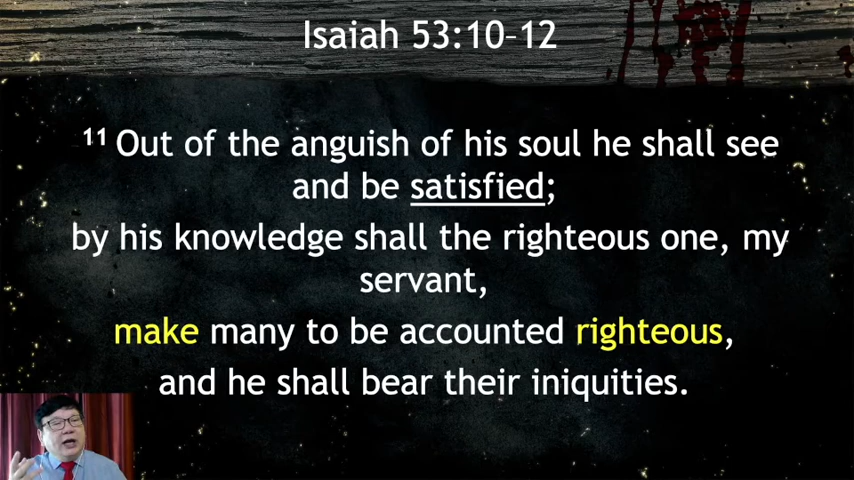 Isaiah 53:10–12
11 Out of the anguish of his soul he shall see
and be satisfied;
by his knowledge shall the righteous one, my
servant,
make many to be accounted righteous,
and he shall bear their iniquities.